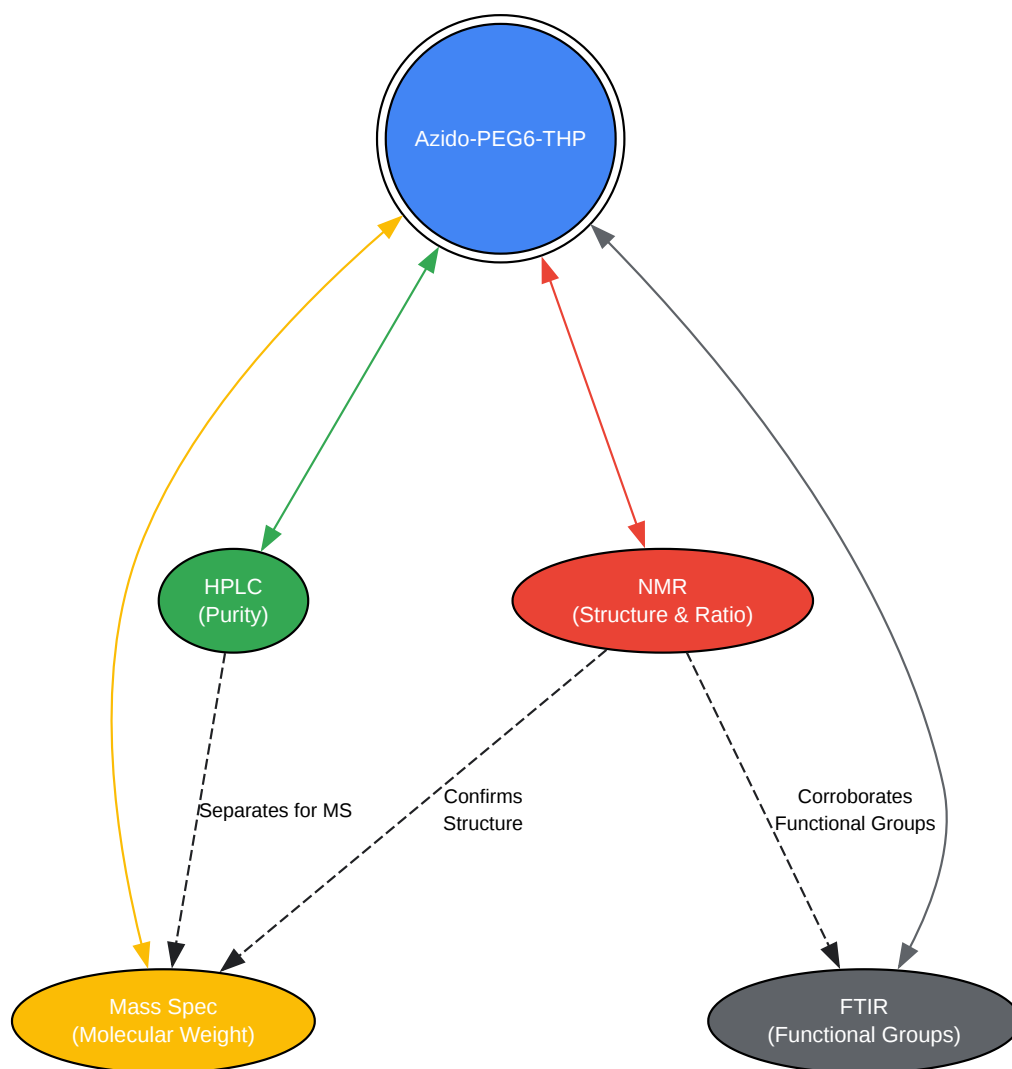 Azido-PEG6-THP
HPLC
(Purity)
NMR
(Structure & Ratio)
Separates for MS
Confirms
Structure
Corroborates
Functional Groups
Mass Spec
(Molecular Weight)
FTIR
(Functional Groups)